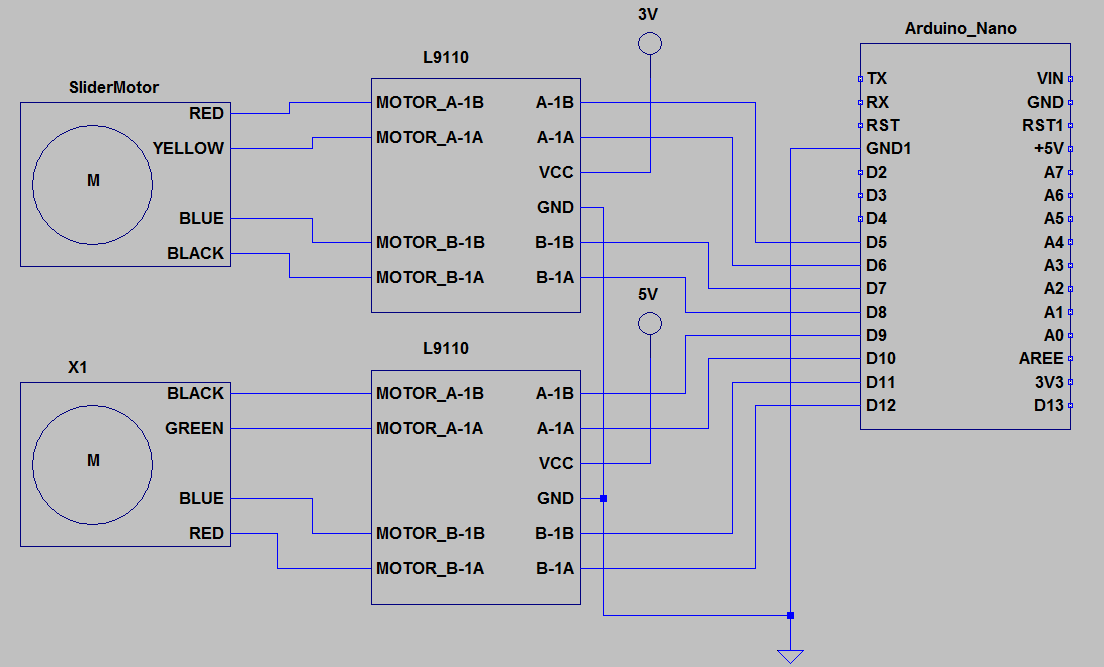 3V
Arduino_Nano
L9110
SliderMotor
RED
YELLOW
M
BLUE
BLACK
MOTOR_A-1B
MOTOR_A-1A
MOTOR_B-1B
MOTOR_B-1A
A-1B
A-1A
VCC
GND
B-1B
B-1A
5V
L9110
X1
BLACK
GREEN
M
BLUE
RED
MOTOR_A-1B
MOTOR_A-1A
MOTOR_B-1B
MOTOR_B-1A
A-1B
A-1A
VCC
GND
B-1B
B-1A
TX
RX
RST
GND1
D2
D3
D4
D5
D6
D7
D8
D9
D10
D11
D12
VIN
GND
RST1
+5V
A7
A6
A5
A4
A3
A2
A1
A0
AREE
3V3
D13